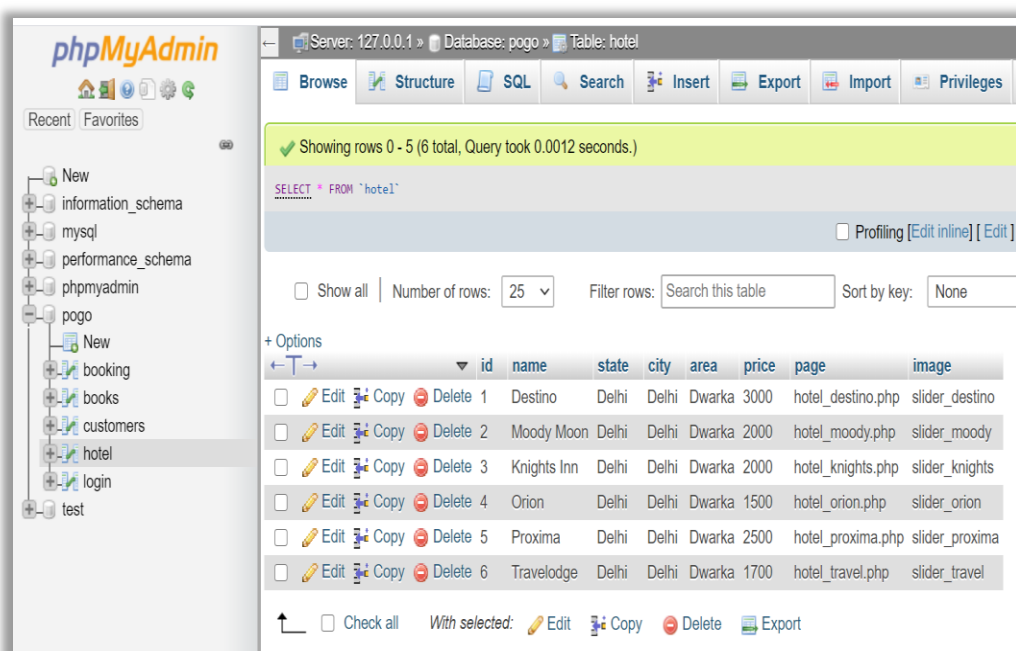 phpMyAdmin
Recent Favorites
New
information_schema
mysql
performance_schema
phpmyadmin
pogo
New
booking
books
customers
hotel
login
test
Server: 127.0.0.1 » Database: pogo » Table: hotel
Browse Structure SQL Search Insert Export Import Privileges
Showing rows 0 - 5 (6 total, Query took 0.0012 seconds.)
SELECT * FROM `hotel`
Profiling [Edit inline] [ Edit ]
Show all Number of rows: 25 Filter rows: Search this table Sort by key: None
+ Options
←T→ id name state city area price page image
Edit Copy Delete 1 Destino Delhi Delhi Dwarka 3000 hotel_destino.php slider_destino
Edit Copy Delete 2 Moody Moon Delhi Delhi Dwarka 2000 hotel_moody.php slider_moody
Edit Copy Delete 3 Knights Inn Delhi Delhi Dwarka 2000 hotel_knights.php slider_knights
Edit Copy Delete 4 Orion Delhi Delhi Dwarka 1500 hotel_orion.php slider_orion
Edit Copy Delete 5 Proxima Delhi Delhi Dwarka 2500 hotel_proxima.php slider_proxima
Edit Copy Delete 6 Travelodge Delhi Delhi Dwarka 1700 hotel_travel.php slider_travel
Check all With selected: Edit Copy Delete Export